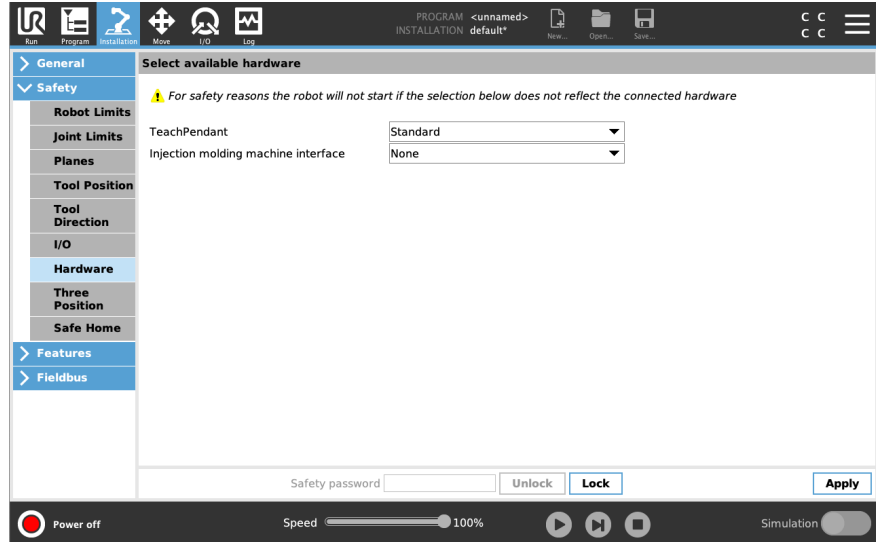 UR
Run
Program
Installation
Move
I/O
Log
PROGRAM <unnamed>
INSTALLATION default*
New...
Open...
Save...
C C
C C
General
Safety
Robot Limits
Joint Limits
Planes
Tool Position
Tool
Direction
I/O
Hardware
Three
Position
Safe Home
Features
Fieldbus
Select available hardware
For safety reasons the robot will not start if the selection below does not reflect the connected hardware
TeachPendant Standard
Injection molding machine interface None
Safety password Unlock Lock Apply
Power off Speed 100% Simulation